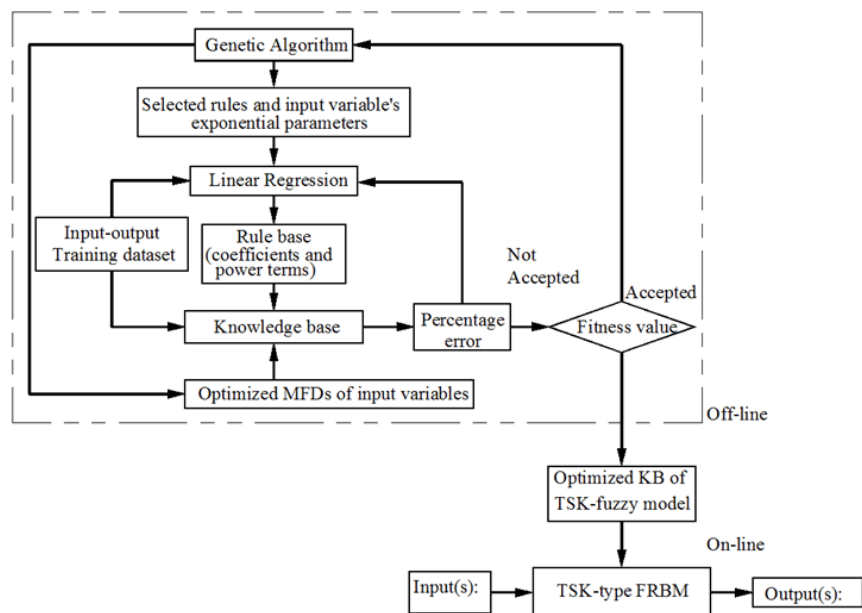 Genetic Algorithm
Selected rules and input variable's
exponential parameters
Linear Regression
Input-output
Training dataset
Rule base
(coefficients and
power terms)
Not
Accepted
Accepted
Knowledge base
Percentage
error
Fitness value
Optimized MFDs of input variables
Off-line
Optimized KB of
TSK-fuzzy model
On-line
Input(s):
TSK-type FRBM
Output(s):